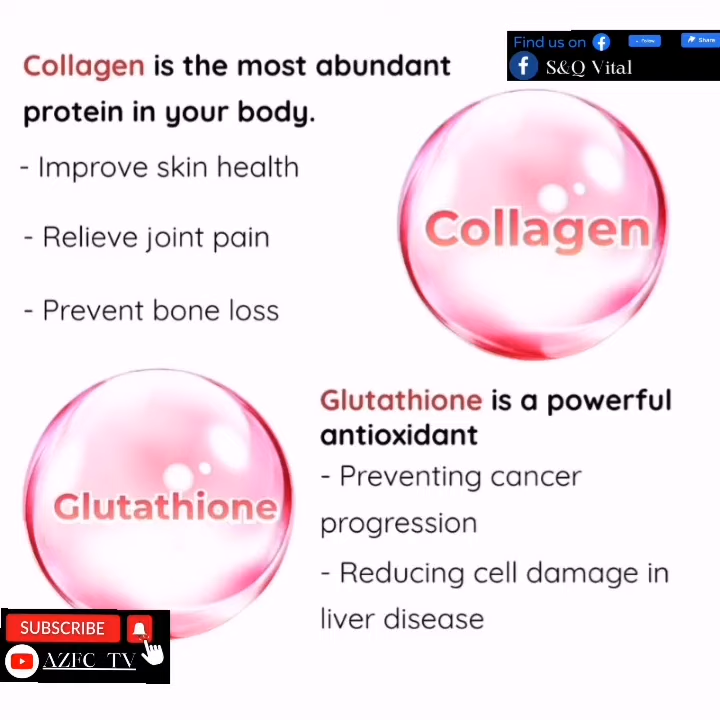 Find us on
Follow
Share
S&Q Vital
Collagen is the most abundant
protein in your body.
- Improve skin health
- Relieve joint pain
- Prevent bone loss
Collagen
Glutathione is a powerful
antioxidant
- Preventing cancer
progression
- Reducing cell damage in
liver disease
Glutathione
SUBSCRIBE
AZFC TV